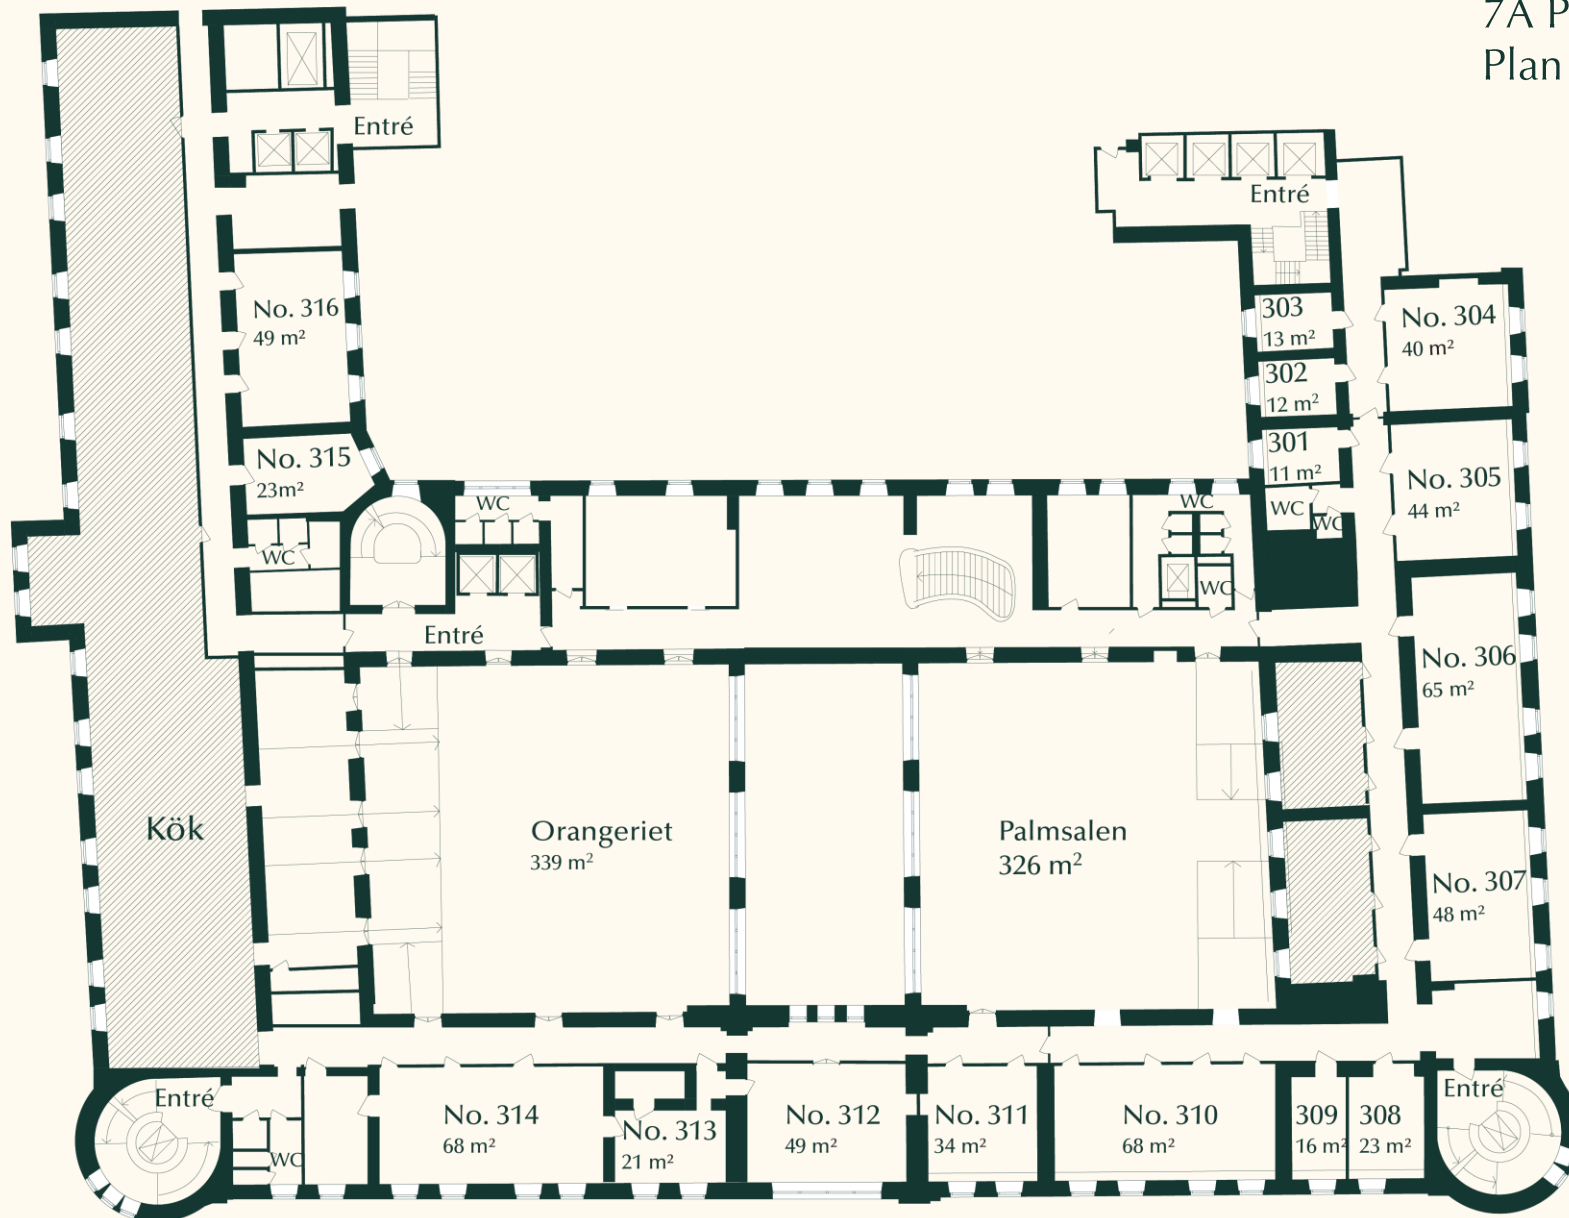 7A P
Plan
Entré
Entré
No. 316
49 m²
303
13 m²
No. 304
40 m²
302
12 m²
301
11 m²
No. 315
23m²
No. 305
44 m²
WC
WC
WC
WC
WC
WC
Entré
No. 306
65 m²
Kök
Orangeriet
339 m²
Palmsalen
326 m²
No. 307
48 m²
Entré
Entré
No. 314
68 m²
No. 313
21 m²
No. 312
49 m²
No. 311
34 m²
No. 310
68 m²
309
16 m²
308
23 m²
WC